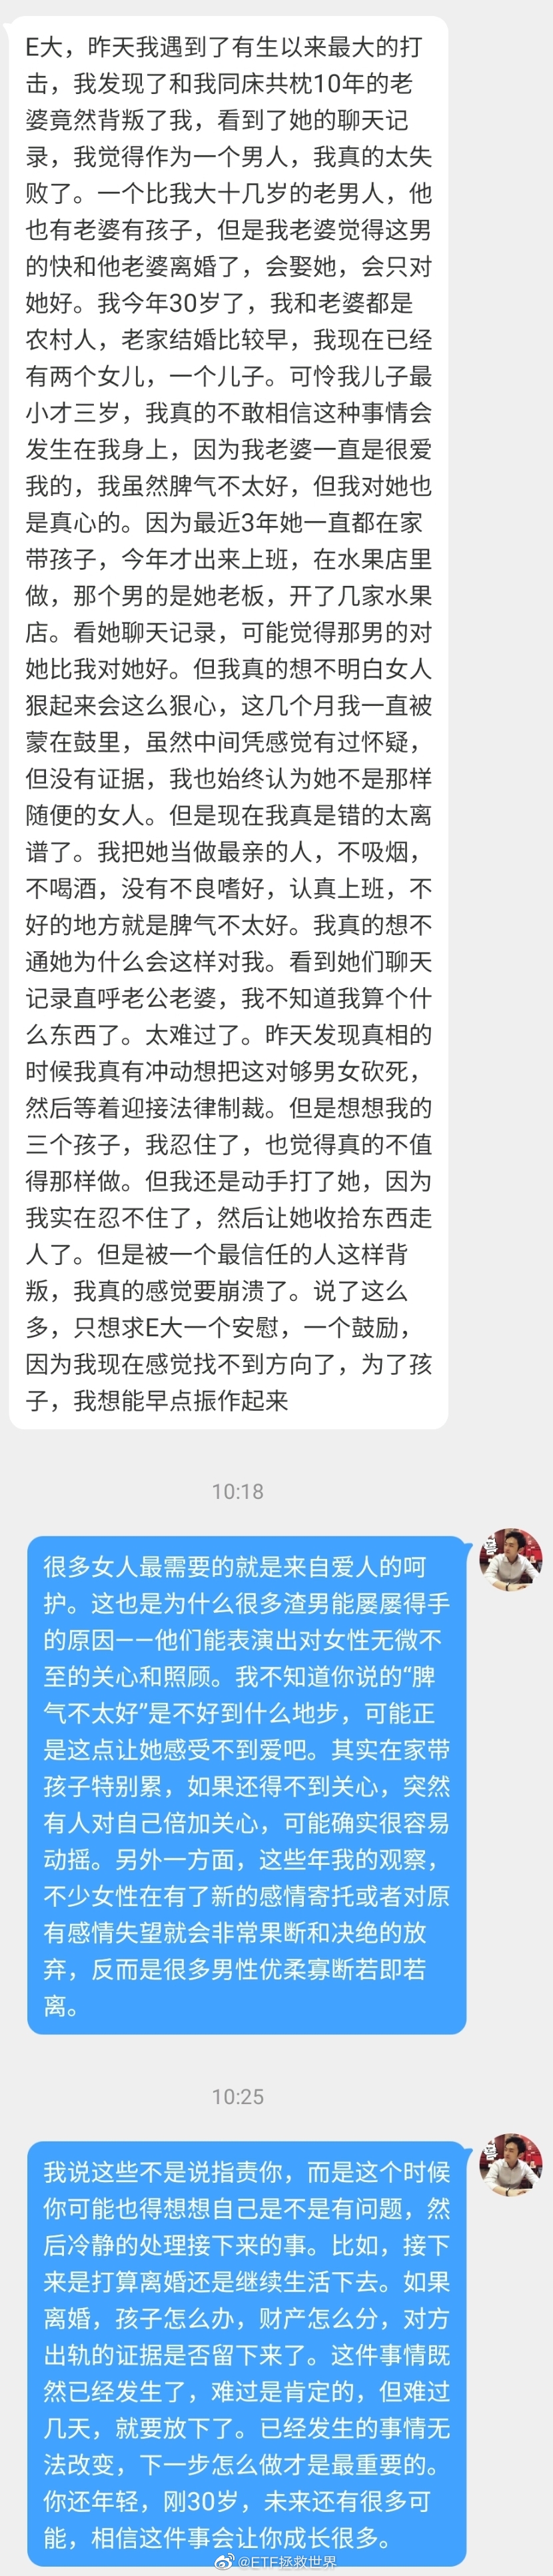 E大，昨天我遇到了有生以来最大的打
击，我发现了和我同床共枕10年的老
婆竟然背叛了我，看到了她的聊天记
录，我觉得作为一个男人，我真的太失
败了。一个比我大十几岁的老男人，他
也有老婆有孩子，但是我老婆觉得这男
的快和他老婆离婚了，会娶她，会只对
她好。我今年30岁了，我和老婆都是
农村人，老家结婚比较早，我现在已经
有两个女儿，一个儿子。可怜我儿子最
小才三岁，我真的不敢相信这种事情会
发生在我身上，因为我老婆一直是很爱
我的，我虽然脾气不太好，但我对她也
是真心的。因为最近3年她一直都在家
带孩子，今年才出来上班，在水果店里
做，那个男的是她老板，开了几家水果
店。看她聊天记录，可能觉得那男的对
她比我对她好。但我真的想不明白女人
狠起来会这么狠心，这几个月我一直被
蒙在鼓里，虽然中间凭感觉有过怀疑，
但没有证据，我也始终认为她不是那样
随便的女人。但是现在我真是错的太离
谱了。我把她当做最亲的人，不吸烟，
不喝酒，没有不良嗜好，认真上班，不
好的地方就是脾气不太好。我真的想不
通她为什么会这样对我。看到她们聊天
记录直呼老公老婆，我不知道我算个什
么东西了。太难过了。昨天发现真相的
时候我真有冲动想把这对够男女砍死，
然后等着迎接法律制裁。但是想想我的
三个孩子，我忍住了，也觉得真的不值
得那样做。但我还是动手打了她，因为
我实在忍不住了，然后让她收拾东西走
人了。但是被一个最信任的人这样背
叛，我真的感觉要崩溃了。说了这么
多，只想求E大一个安慰，一个鼓励，
因为我现在感觉找不到方向了，为了孩
子，我想能早点振作起来
10:18
很多女人最需要的就是来自爱人的呵
护。这也是为什么很多渣男能屡屡得手
的原因——他们能表演出对女性无微不
至的关心和照顾。我不知道你说的“脾
气不太好”是不好到什么地步，可能正
是这点让她感受不到爱吧。其实在家带
孩子特别累，如果还得不到关心，突然
有人对自己倍加关心，可能确实很容易
动摇。另外一方面，这些年我的观察，
不少女性在有了新的感情寄托或者对原
有感情失望就会非常果断和决绝的放
弃，反而是很多男性优柔寡断若即若
离。
10:25
我说这些不是说指责你，而是这个时候
你可能也得想想自己是不是有问题，然
后冷静的处理接下来的事。比如，接下
来是打算离婚还是继续生活下去。如果
离婚，孩子怎么办，财产怎么分，对方
出轨的证据是否留下来了。这件事情既
然已经发生了，难过是肯定的，但难过
几天，就要放下了。已经发生的事情无
法改变，下一步怎么做才是最重要的。
你还年轻，刚30岁，未来还有很多可
能，相信这件事会让你成长很多。
@ETF拯救世界